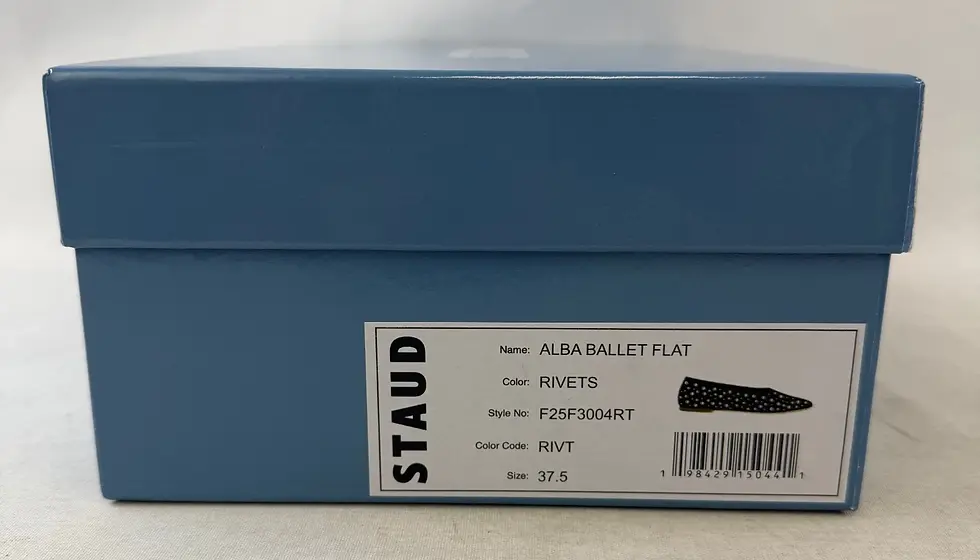 STAUD
Name: ALBA BALLET FLAT
Color: RIVETS
Style No: F25F3004RT
Color Code: RIVT
Size: 37.5
1 98429 15044 1